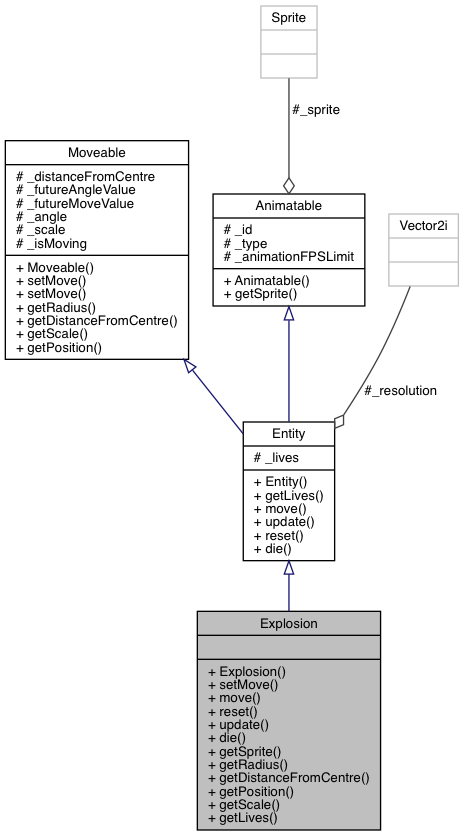 Sprite
#_sprite
Moveable
# _distanceFromCentre
# _futureAngleValue
# _futureMoveValue
# _angle
# _scale
# _isMoving
+ Moveable()
+ setMove()
+ setMove()
+ getRadius()
+ getDistanceFromCentre()
+ getScale()
+ getPosition()
Animatable
# _id
# _type
# _animationFPSLimit
+ Animatable()
+ getSprite()
Vector2i
#_resolution
Entity
# _lives
+ Entity()
+ getLives()
+ move()
+ update()
+ reset()
+ die()
Explosion
+ Explosion()
+ setMove()
+ move()
+ reset()
+ update()
+ die()
+ getSprite()
+ getRadius()
+ getDistanceFromCentre()
+ getPosition()
+ getScale()
+ getLives()